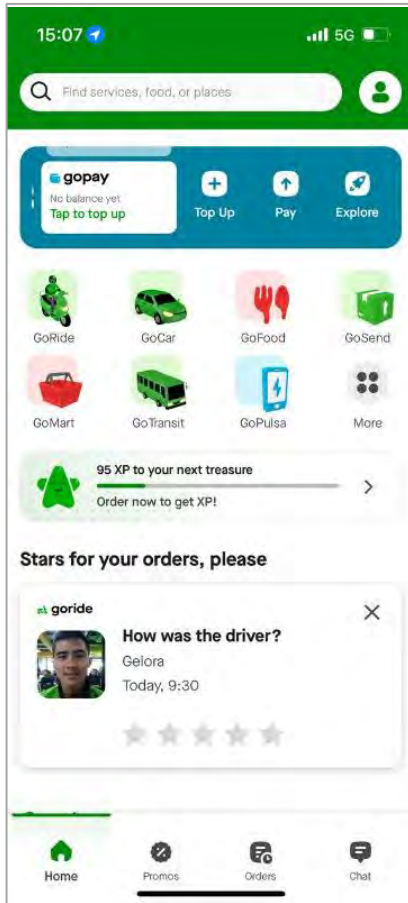 15:07
5G
Find services, food, or places
gopay
No balance yet
Tap to top up
Top Up
Pay
Explore
GoRide
GoCar
GoFood
GoSend
GoMart
GoTransit
GoPulsa
More
95 XP to your next treasure
Order now to get XP!
Stars for your orders, please
goride
How was the driver?
Gelora
Today, 9:30
Home
Promos
Orders
Chat